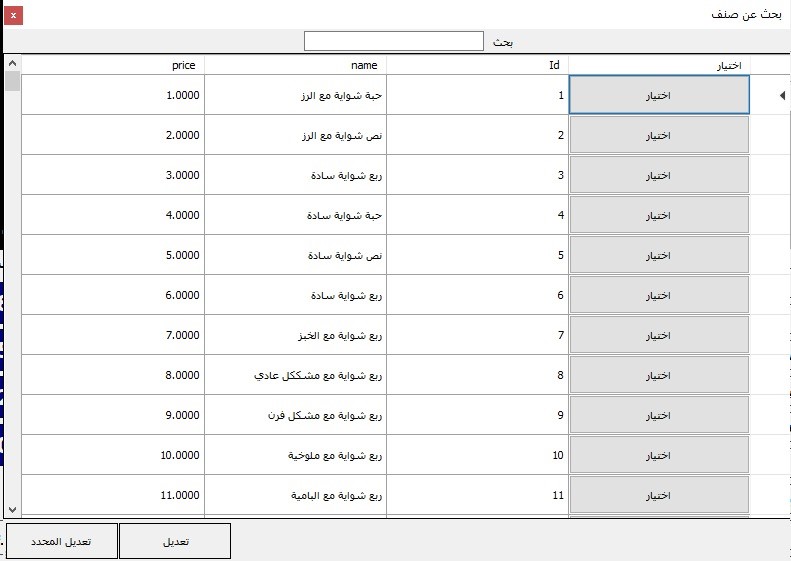 بحث عن صنف
x
بحث
اختيار Id name price
اختيار 1 حبة شواية مع الرز 1.0000
اختيار 2 نص شواية مع الرز 2.0000
اختيار 3 ربع شواية سادة 3.0000
اختيار 4 حبة شواية سادة 4.0000
اختيار 5 نص شواية سادة 5.0000
اختيار 6 ربع شواية سادة 6.0000
اختيار 7 ربع شواية مع الخبز 7.0000
اختيار 8 ربع شواية مع مشككل عادي 8.0000
اختيار 9 ربع شواية مع مشكل فرن 9.0000
اختيار 10 ربع شواية مع ملوخية 10.0000
اختيار 11 ربع شواية مع البامية 11.0000
تعديل تعديل المحدد